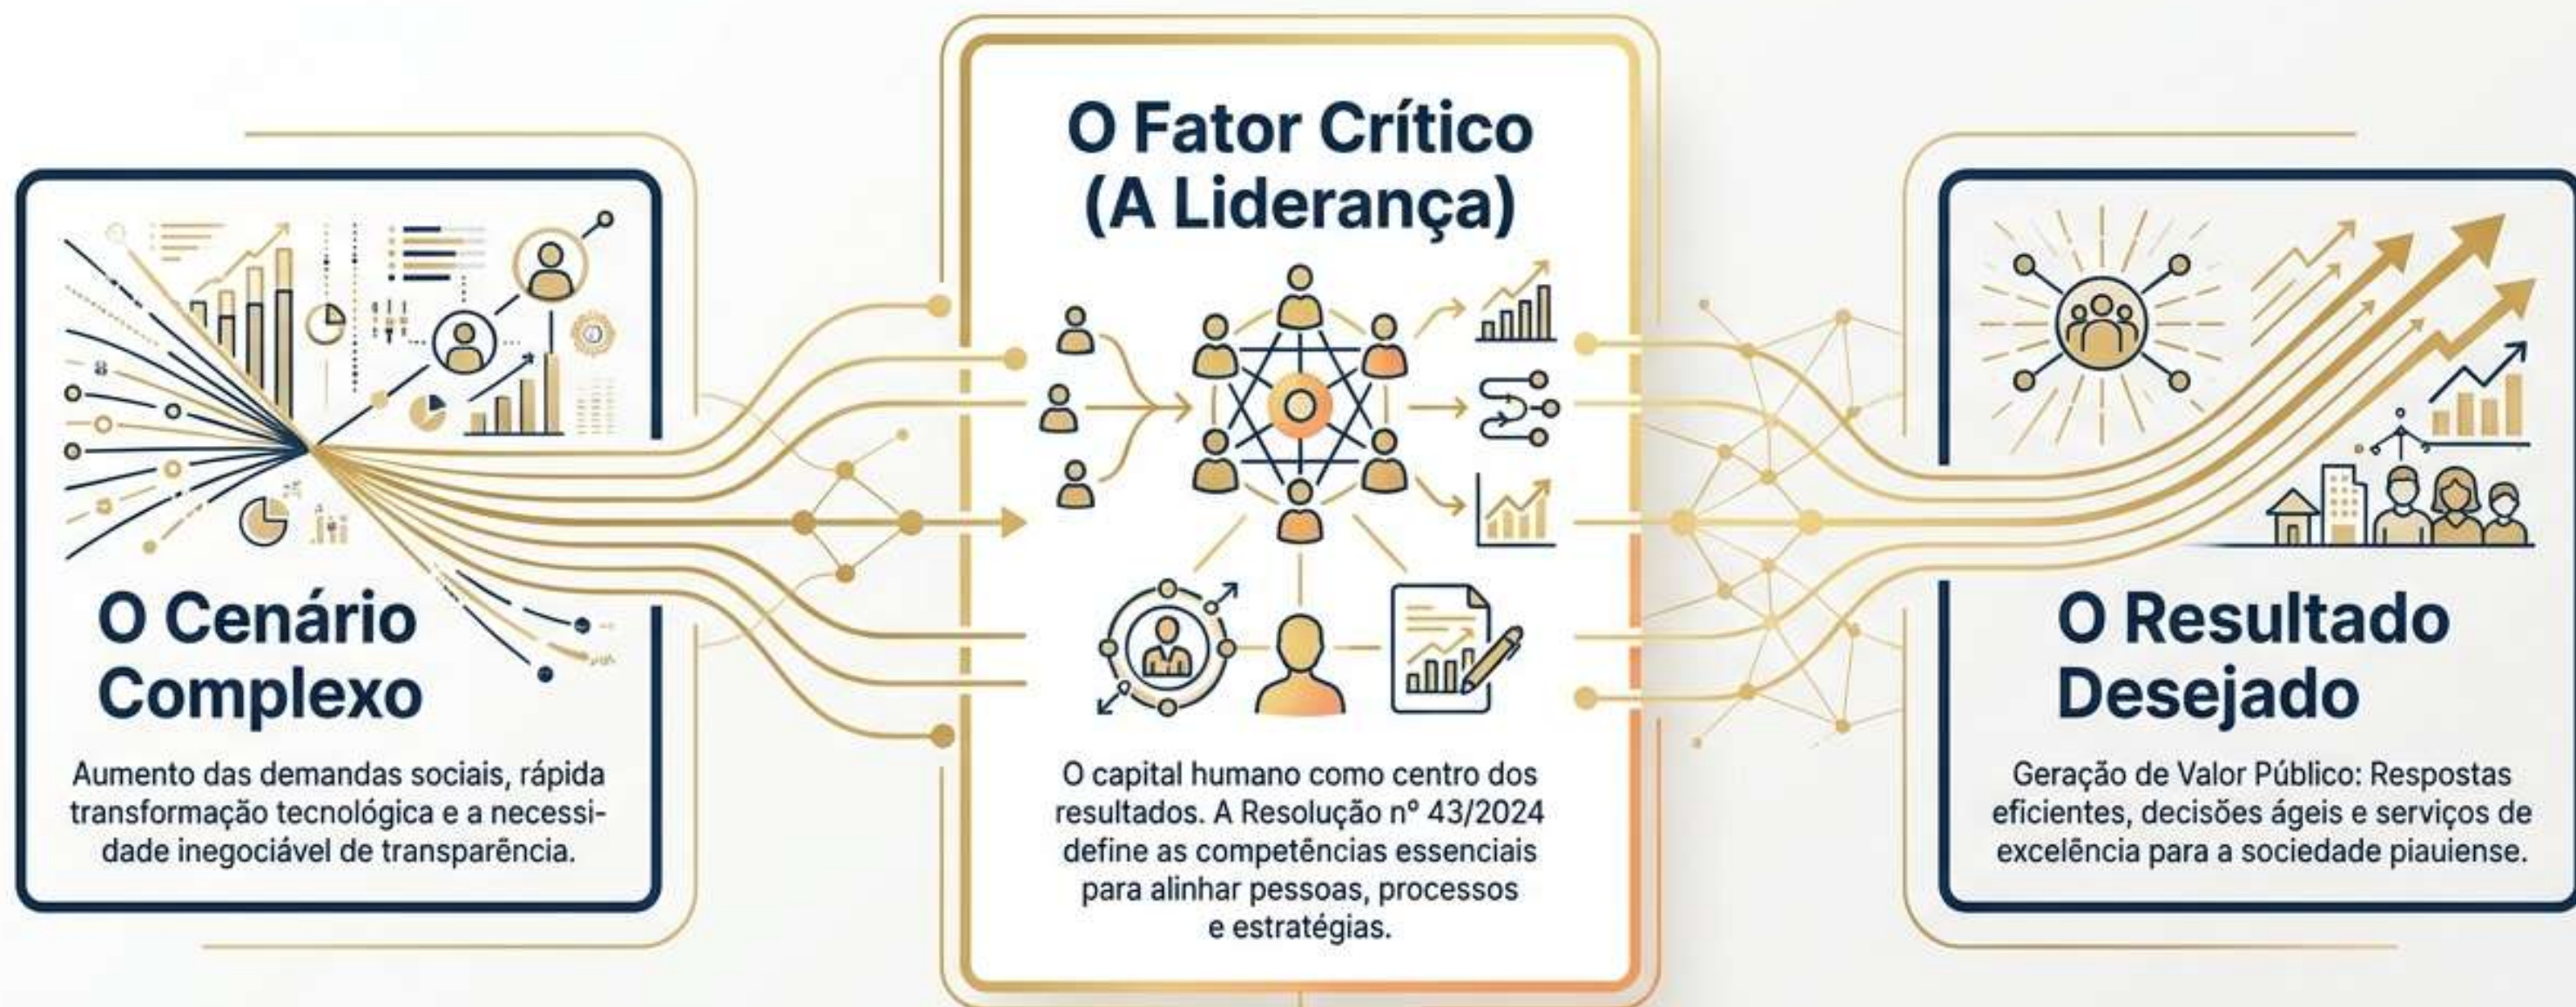 O Cenário
Complexo
Aumento das demandas sociais, rápida
transformação tecnológica e a necessi-
dade inegociável de transparência.
O Fator Crítico
(A Liderança)
O capital humano como centro dos
resultados. A Resolução nº 43/2024
define as competências essenciais
para alinhar pessoas, processos
e estratégias.
O Resultado
Desejado
Geração de Valor Público: Respostas
eficientes, decisões ágeis e serviços de
excelência para a sociedade piauiense.